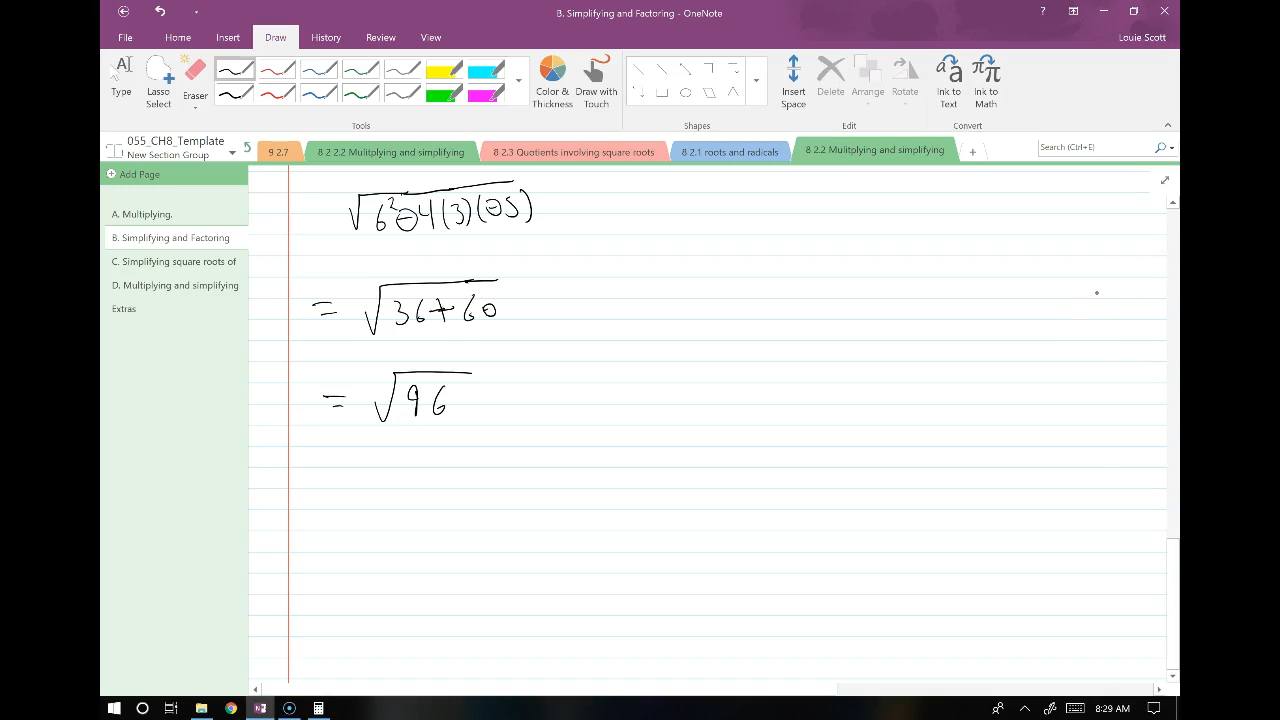 B. Simplifying and Factoring - OneNote
?
Louie Scott
File Home Insert Draw History Review View
Type
Lasso Select
Eraser
Color & Thickness
Draw with Touch
Insert Space
Delete
Arrange
Rotate
Ink to Text
Ink to Math
Tools
Shapes
Edit
Convert
055_CH8_Template
New Section Group
9 2.7
8 2 2.2 Mulitplying and simplifying
8 2.3 Quotients involving square roots
8 2.1 roots and radicals
8 2.2 Mulitplying and simplifying
Search (Ctrl+E)
Add Page
A. Multiplying.
B. Simplifying and Factoring
C. Simplifying square roots of
D. Multiplying and simplifying
Extras
√6²-4(3)(-5)
= √36+60
= √96
8:29 AM